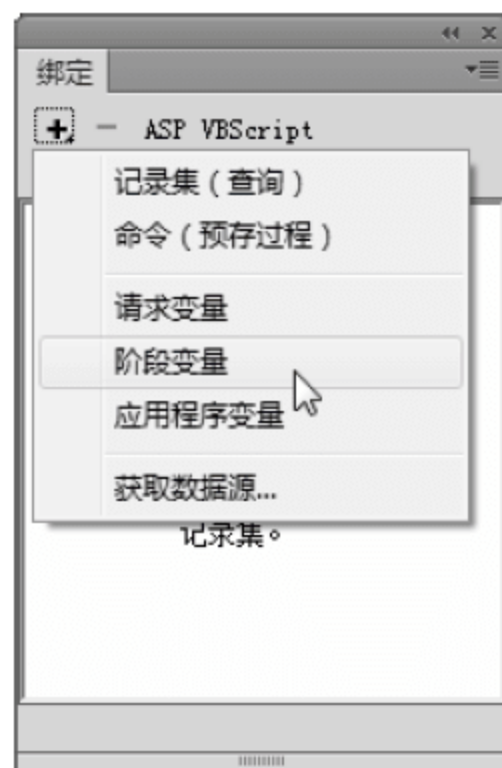 绑定
ASP VBScript
记录集（查询）
命令（预存过程）
请求变量
阶段变量
应用程序变量
获取数据源...
记录集。